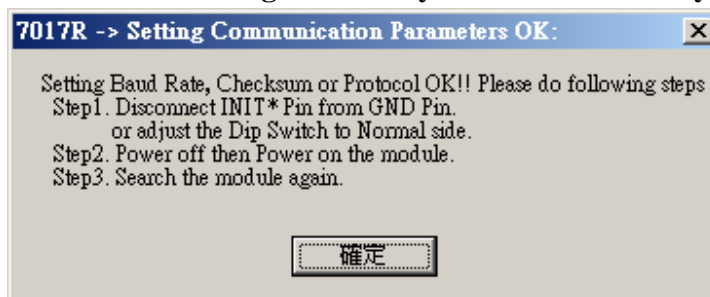 7017R -> Setting Communication Parameters OK:
Setting Baud Rate, Checksum or Protocol OK!! Please do following steps
Step1. Disconnect INIT* Pin from GND Pin.
or adjust the Dip Switch to Normal side.
Step2. Power off then Power on the module.
Step3. Search the module again.
確定